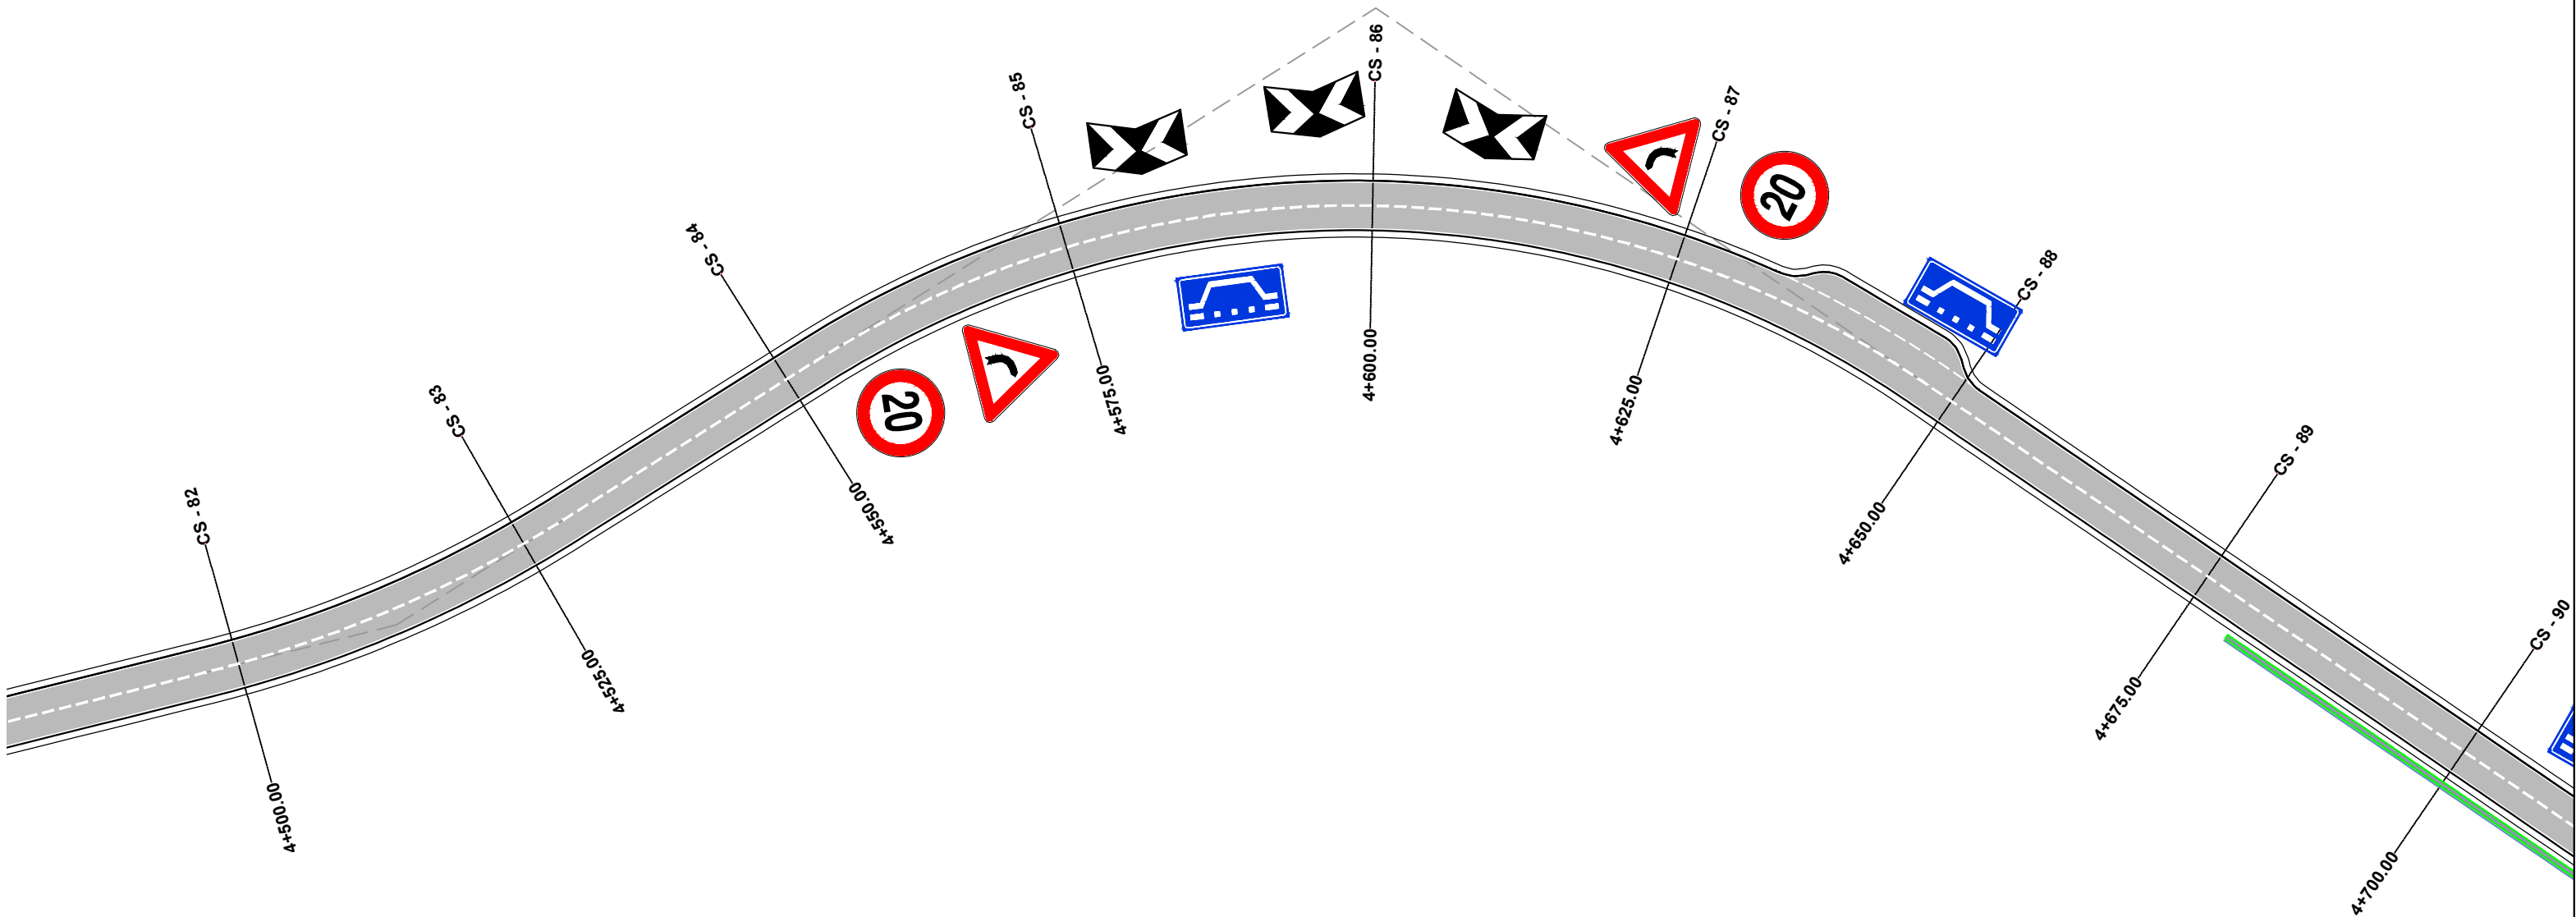 CS - 82
4+500.00
CS - 83
4+525.00
CS - 84
4+550.00
20
CS - 85
4+575.00
CS - 86
4+600.00
CS - 87
4+625.00
20
CS - 88
4+650.00
CS - 89
4+675.00
CS - 90
4+700.00